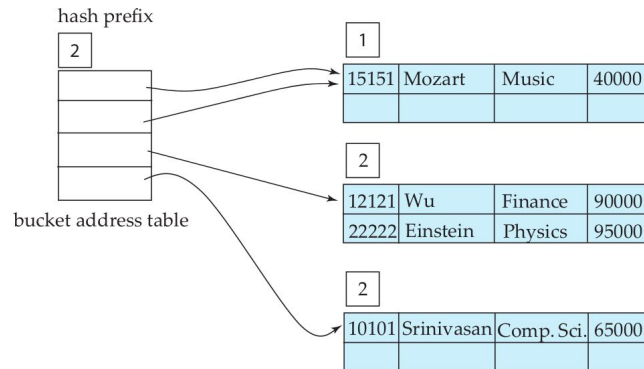 hash prefix
2
bucket address table
1
15151 Mozart Music 40000
2
12121 Wu Finance 90000
22222 Einstein Physics 95000
2
10101 Srinivasan Comp. Sci. 65000